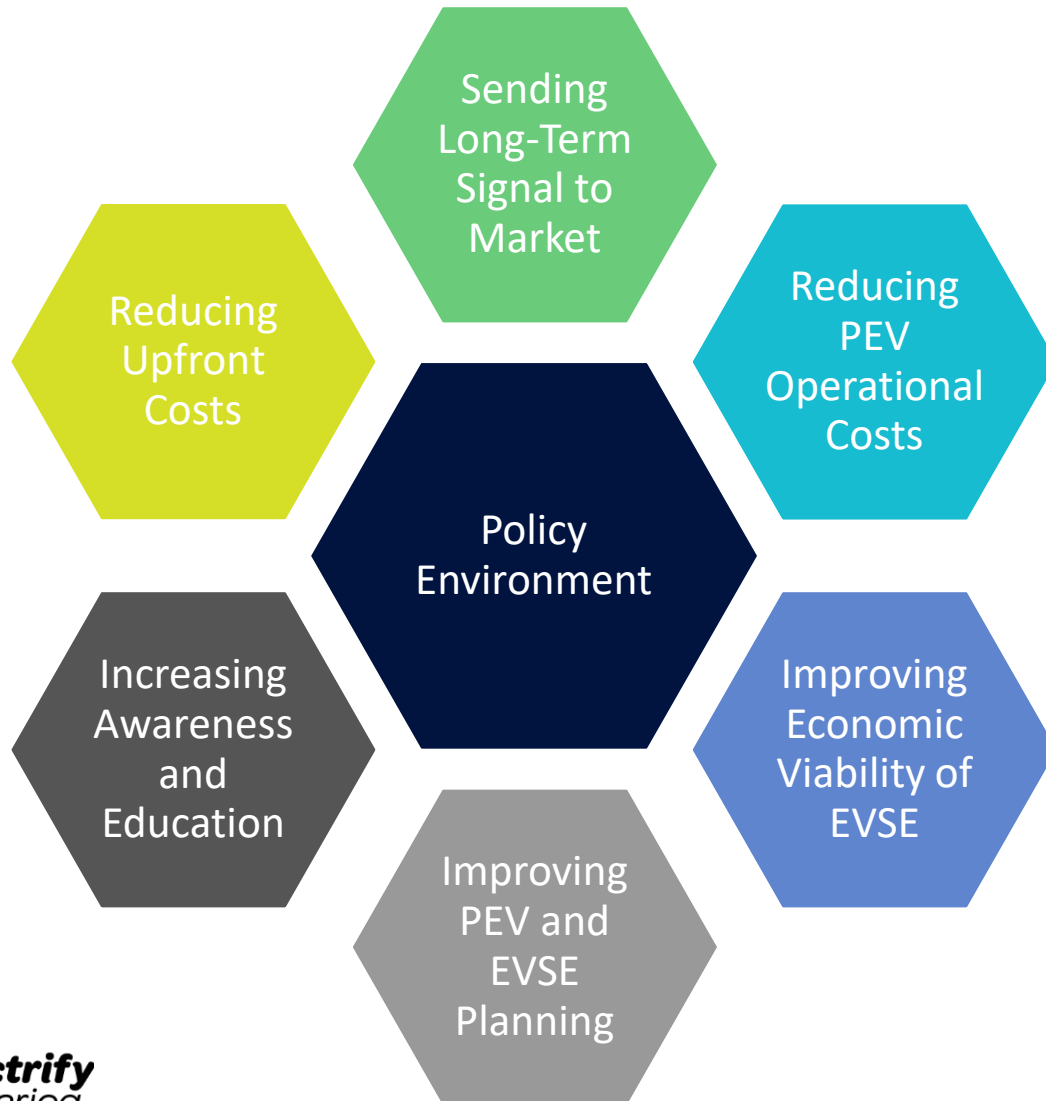 Sending
Long-Term
Signal to
Market
Reducing
Upfront
Costs
Reducing
PEV
Operational
Costs
Policy
Environment
Increasing
Awareness
and
Education
Improving
Economic
Viability of
EVSE
Improving
PEV and
EVSE
Planning